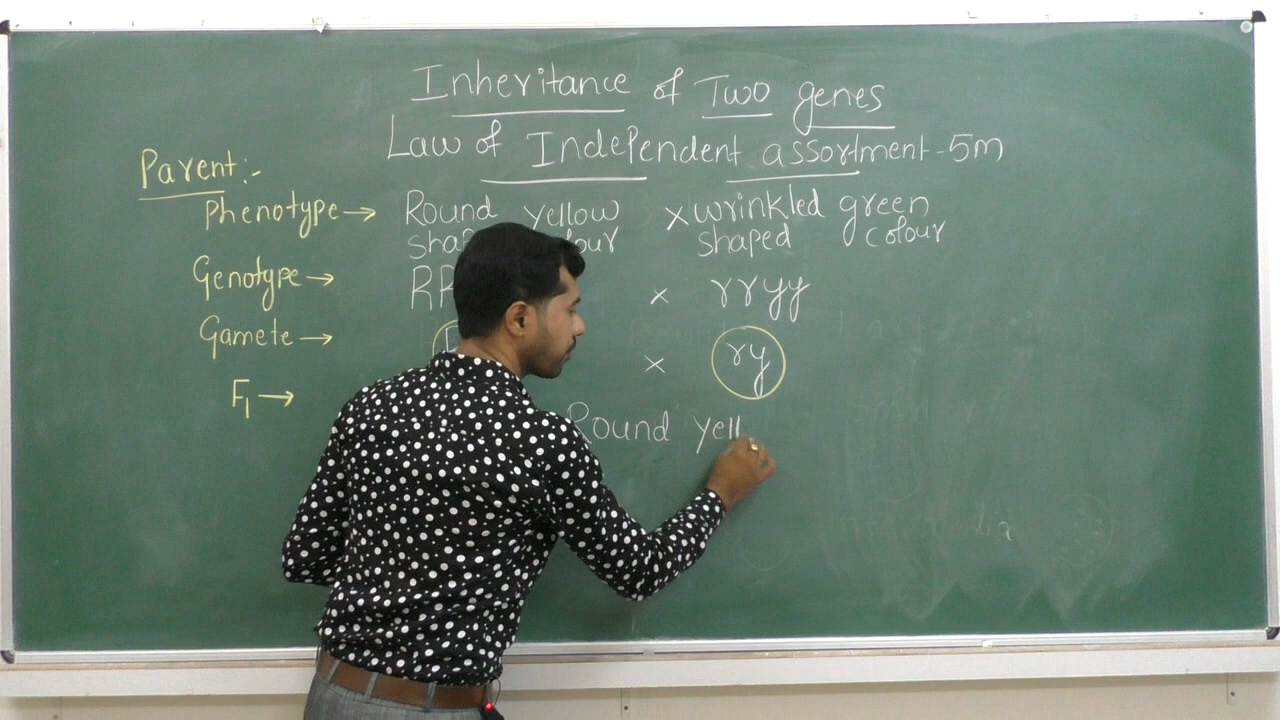 Inheritance of Two genes
Law of Independent assortment - 5m
Parent:-
Phenotype → Round yellow × wrinkled green
shaped colour
Genotype → × rryy
Gamete → × ry
F1 →
Round yell